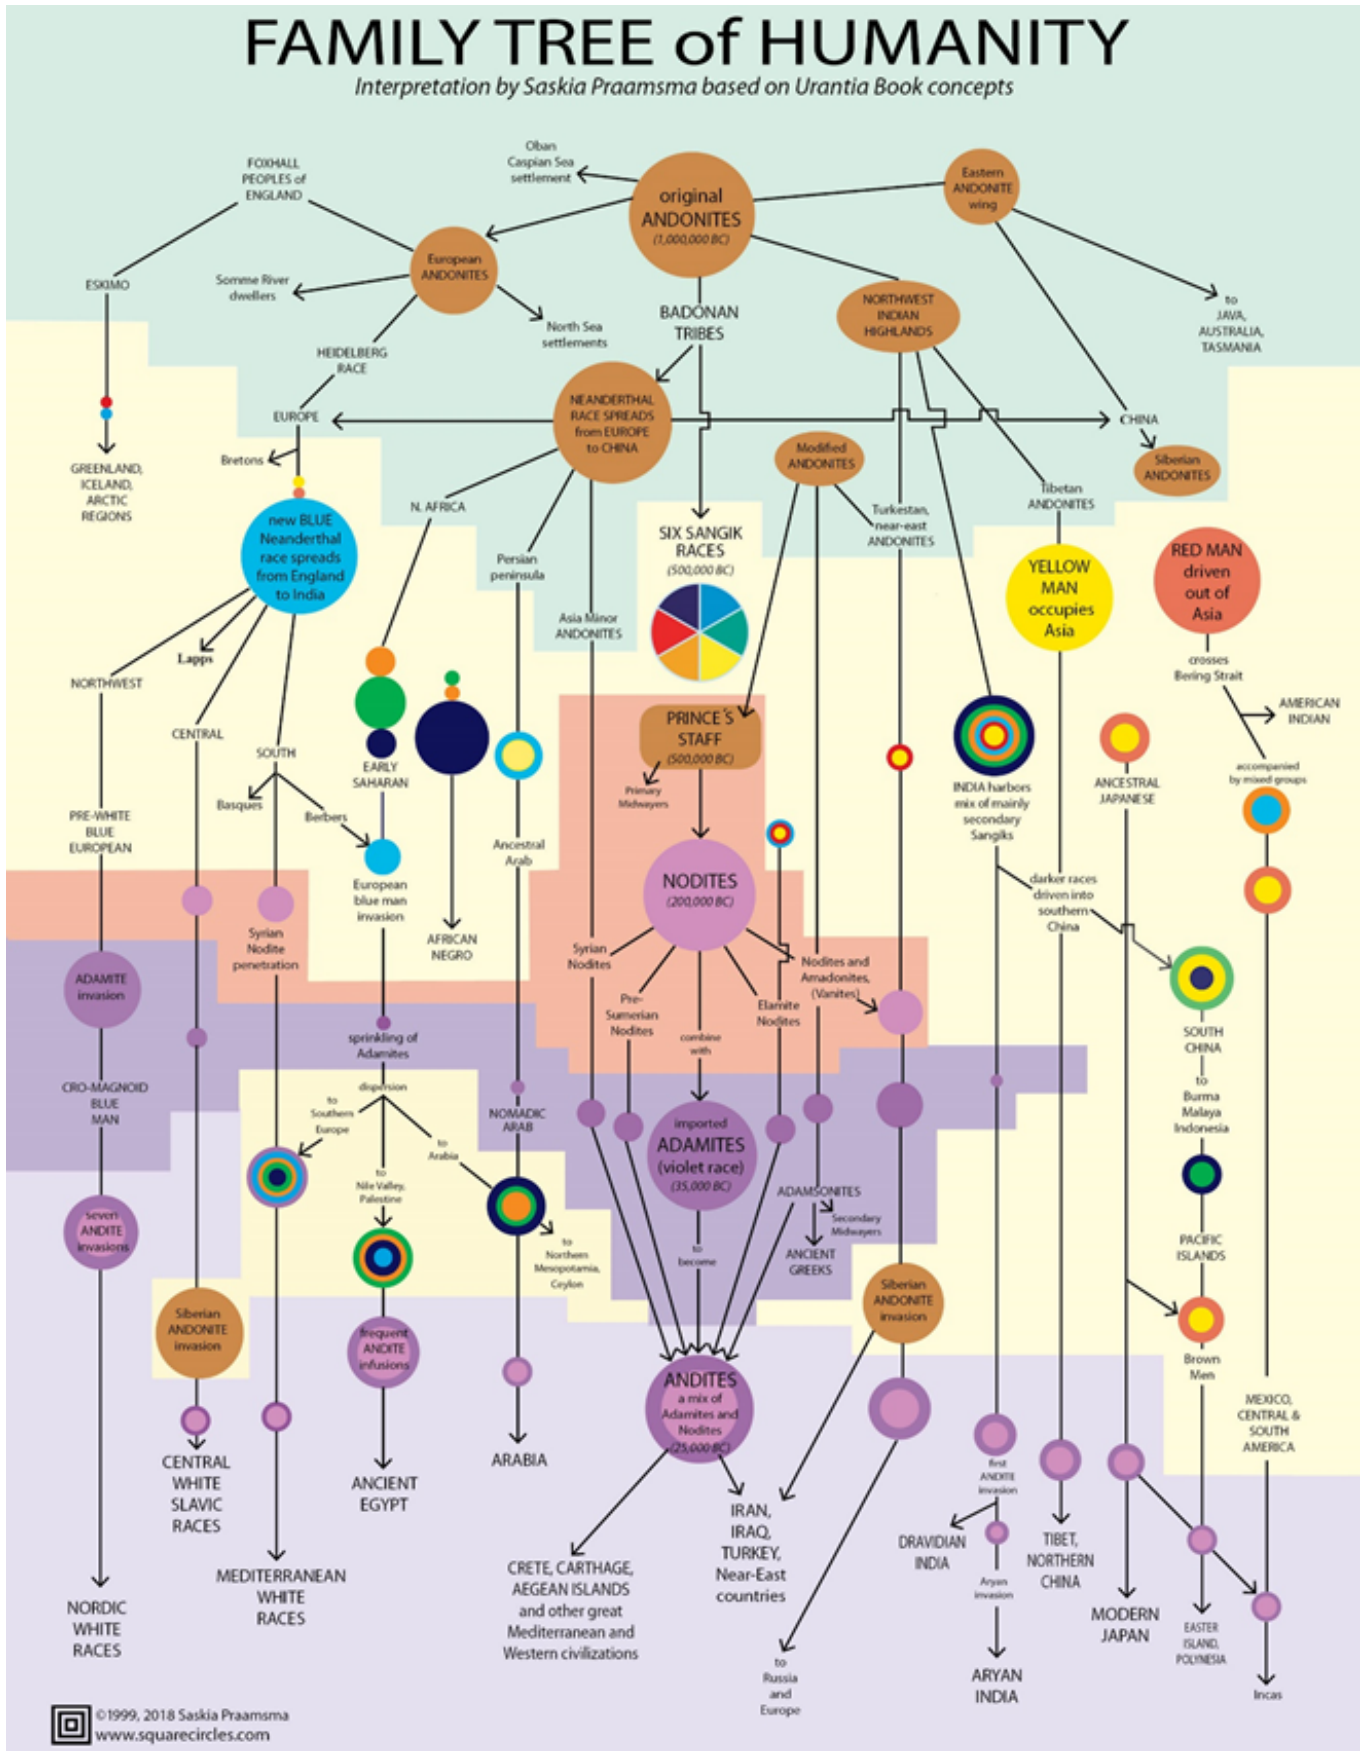 FAMILY TREE of HUMANITY
Interpretation by Saskia Praamsma based on Urantia Book concepts
FOXHALL
PEOPLES of
ENGLAND
Oban
Caspian Sea
settlement
original
ANDONITES
(1,000,000 BC)
Eastern
ANDONITE
wing
European
ANDONITES
ESKIMO
Somme River
dwellers
North Sea
settlements
BADONAN
TRIBES
NORTHWEST
INDIAN
HIGHLANDS
to
JAVA,
AUSTRALIA,
TASMANIA
HEIDELBERG
RACE
EUROPE
NEANDERTHAL
RACE SPREADS
from EUROPE
to CHINA
CHINA
Modified
ANDONITES
Siberian
ANDONITES
Bretons
GREENLAND,
ICELAND,
ARCTIC
REGIONS
N. AFRICA
Tibetan
ANDONITES
Turkestan,
near-east
ANDONITES
new BLUE
Neanderthal
race spreads
from England
to India
Persian
peninsula
SIX SANGIK
RACES
(500,000 BC)
YELLOW
MAN
occupies
Asia
RED MAN
driven
out of
Asia
Asia Minor
ANDONITES
Lapps
NORTHWEST
crosses
Bering Strait
CENTRAL
SOUTH
AMERICAN
INDIAN
PRINCE'S
STAFF
(500,000 BC)
EARLY
SAHARAN
Primary
Midwayers
INDIA harbors
mix of mainly
secondary
Sangiks
ANCESTRAL
JAPANESE
accompanied
by mixed groups
Basques
Berbers
PRE-WHITE
BLUE
EUROPEAN
Ancestral
Arab
European
blue man
invasion
NODITES
(200,000 BC)
darker races
driven into
southern
China
AFRICAN
NEGRO
Syrian
Nodite
penetration
Syrian
Nodites
Nodites and
Amadonites,
(Vanites)
ADAMITE
invasion
Pre-
Sumerian
Nodites
Elamite
Nodites
combine
with
sprinkling of
Adamites
SOUTH
CHINA
CRO-MAGNOID
BLUE
MAN
dispersion
to
Southern
Europe
NOMADIC
ARAB
to
Burma
Malaya
Indonesia
imported
ADAMITES
(violet race)
(35,000 BC)
to
Arabia
to
Nile Valley,
Palestine
ADAMSONITES
Secondary
Midwayers
ANCIENT
GREEKS
seven
ANDITE
invasions
to
Northern
Mesopotamia,
Ceylon
to
become
PACIFIC
ISLANDS
Siberian
ANDONITE
invasion
Siberian
ANDONITE
invasion
frequent
ANDITE
infusions
Brown
Men
ANDITES
a mix of
Adamites and
Nodites
(25,000 BC)
MEXICO,
CENTRAL &
SOUTH
AMERICA
ARABIA
CENTRAL
WHITE
SLAVIC
RACES
ANCIENT
EGYPT
first
ANDITE
invasion
IRAN,
IRAQ,
TURKEY,
Near-East
countries
DRAVIDIAN
INDIA
TIBET,
NORTHERN
CHINA
CRETE, CARTHAGE,
AEGEAN ISLANDS
and other great
Mediterranean and
Western civilizations
MEDITERRANEAN
WHITE
RACES
Aryan
invasion
NORDIC
WHITE
RACES
MODERN
JAPAN
EASTER
ISLAND,
POLYNESIA
to
Russia
and
Europe
ARYAN
INDIA
Incas
©1999, 2018 Saskia Praamsma
www.squarecircles.com